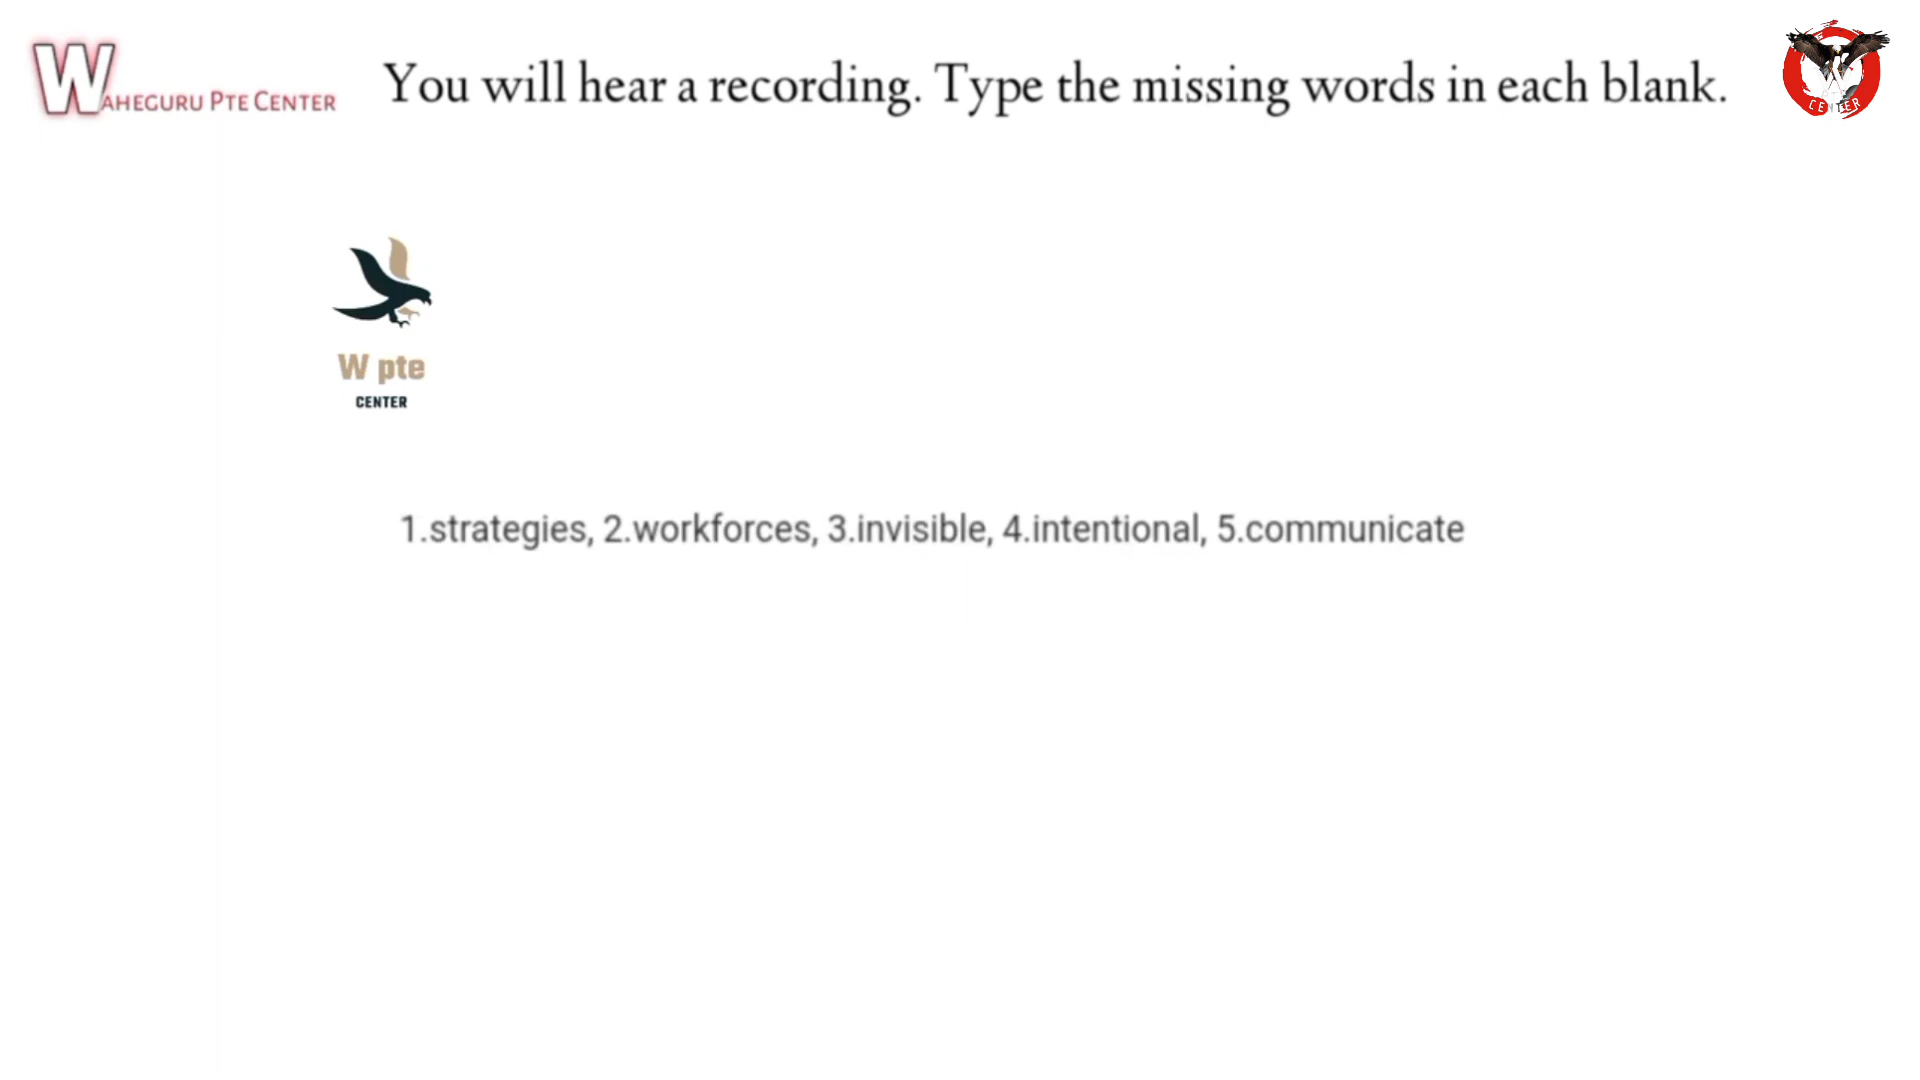 WAHEGURU PTE CENTER
You will hear a recording. Type the missing words in each blank.
CENTER
W pte
CENTER
1.strategies, 2.workforces, 3.invisible, 4.intentional, 5.communicate